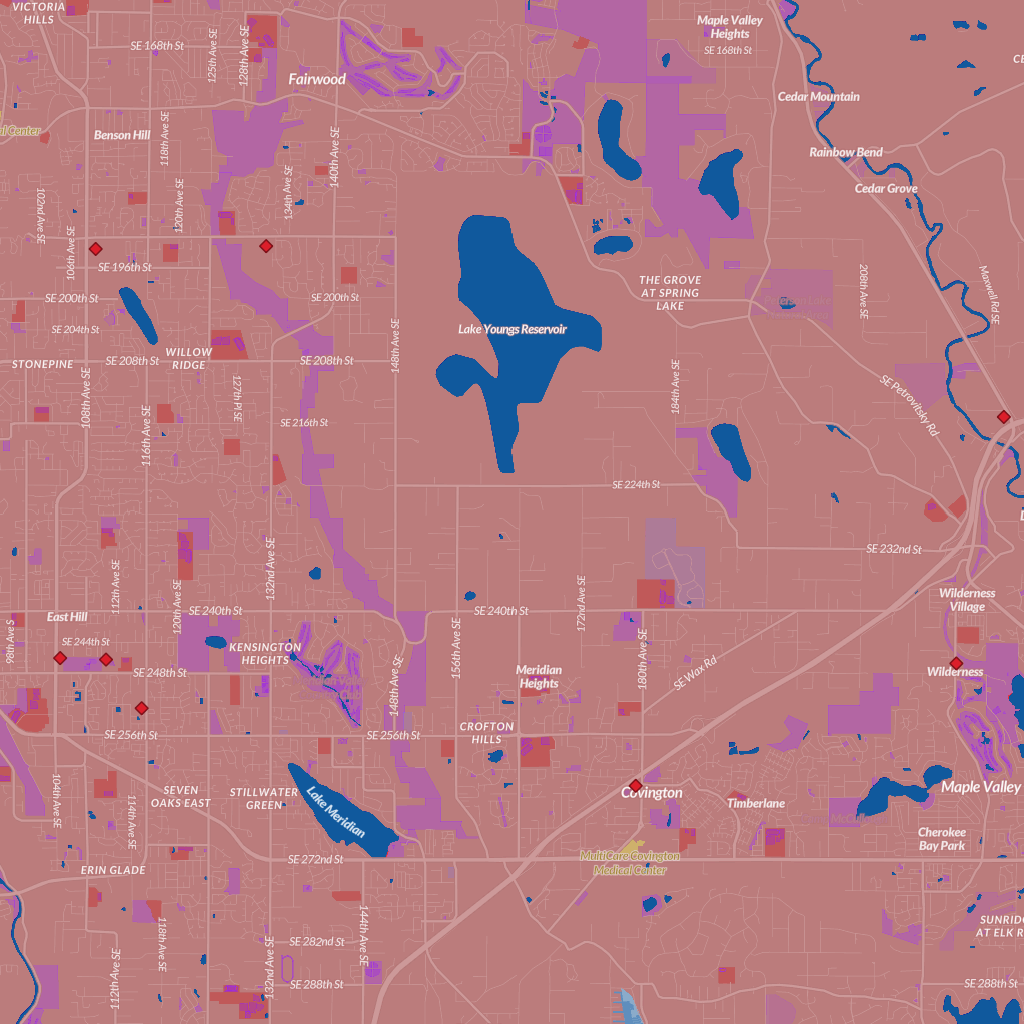 VICTORIA
HILLS
SE 168th St
125th Ave SE
128th Ave SE
Fairwood
Maple Valley
Heights
SE 168th St
Cedar Mountain
al Center
Benson Hill
118th Ave SE
140th Ave SE
Rainbow Bend
Cedar Grove
102nd Ave SE
120th Ave SE
134th Ave SE
106th Ave SE
SE 196th St
SE 200th St
SE 200th St
THE GROVE
AT SPRING
LAKE
208th Ave SE
Maxwell Rd SE
SE 204th St
Lake Youngs Reservoir
148th Ave SE
STONEPINE
SE 208th St
WILLOW
RIDGE
SE 208th St
108th Ave SE
127th Pl SE
184th Ave SE
SE Petrovitsky Rd
116th Ave SE
SE 216th St
SE 224th St
132nd Ave SE
SE 232nd St
112th Ave SE
120th Ave SE
172nd Ave SE
Wilderness
Village
East Hill
SE 240th St
SE 240th St
98th Ave S
SE 244th St
KENSINGTON
HEIGHTS
156th Ave SE
180th Ave SE
SE 248th St
148th Ave SE
Meridian
Heights
SE Wax Rd
Wilderness
SE 256th St
SE 256th St
CROFTON
HILLS
104th Ave SE
SEVEN
OAKS EAST
STILLWATER
GREEN
Lake Meridian
Covington
Timberlane
Maple Valley
114th Ave SE
Cherokee
Bay Park
SE 272nd St
MultiCare Covington
Medical Center
ERIN GLADE
118th Ave SE
144th Ave SE
SUNRIDG
AT ELK R
SE 282nd St
112th Ave SE
132nd Ave SE
SE 288th St
SE 288th St